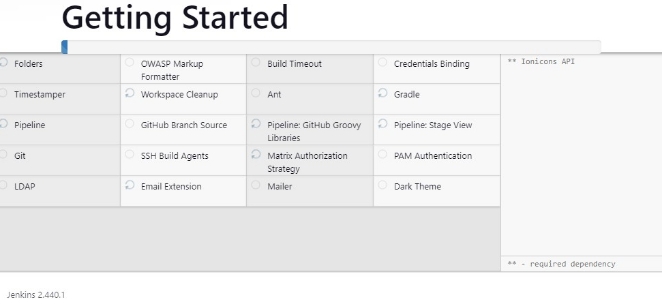 Getting Started
Folders
OWASP Markup
Formatter
Build Timeout
Credentials Binding
** Ionicons API
Timestamper
Workspace Cleanup
Ant
Gradle
Pipeline
GitHub Branch Source
Pipeline: GitHub Groovy
Libraries
Pipeline: Stage View
Git
SSH Build Agents
Matrix Authorization
Strategy
PAM Authentication
LDAP
Email Extension
Mailer
Dark Theme
** - required dependency
Jenkins 2.440.1